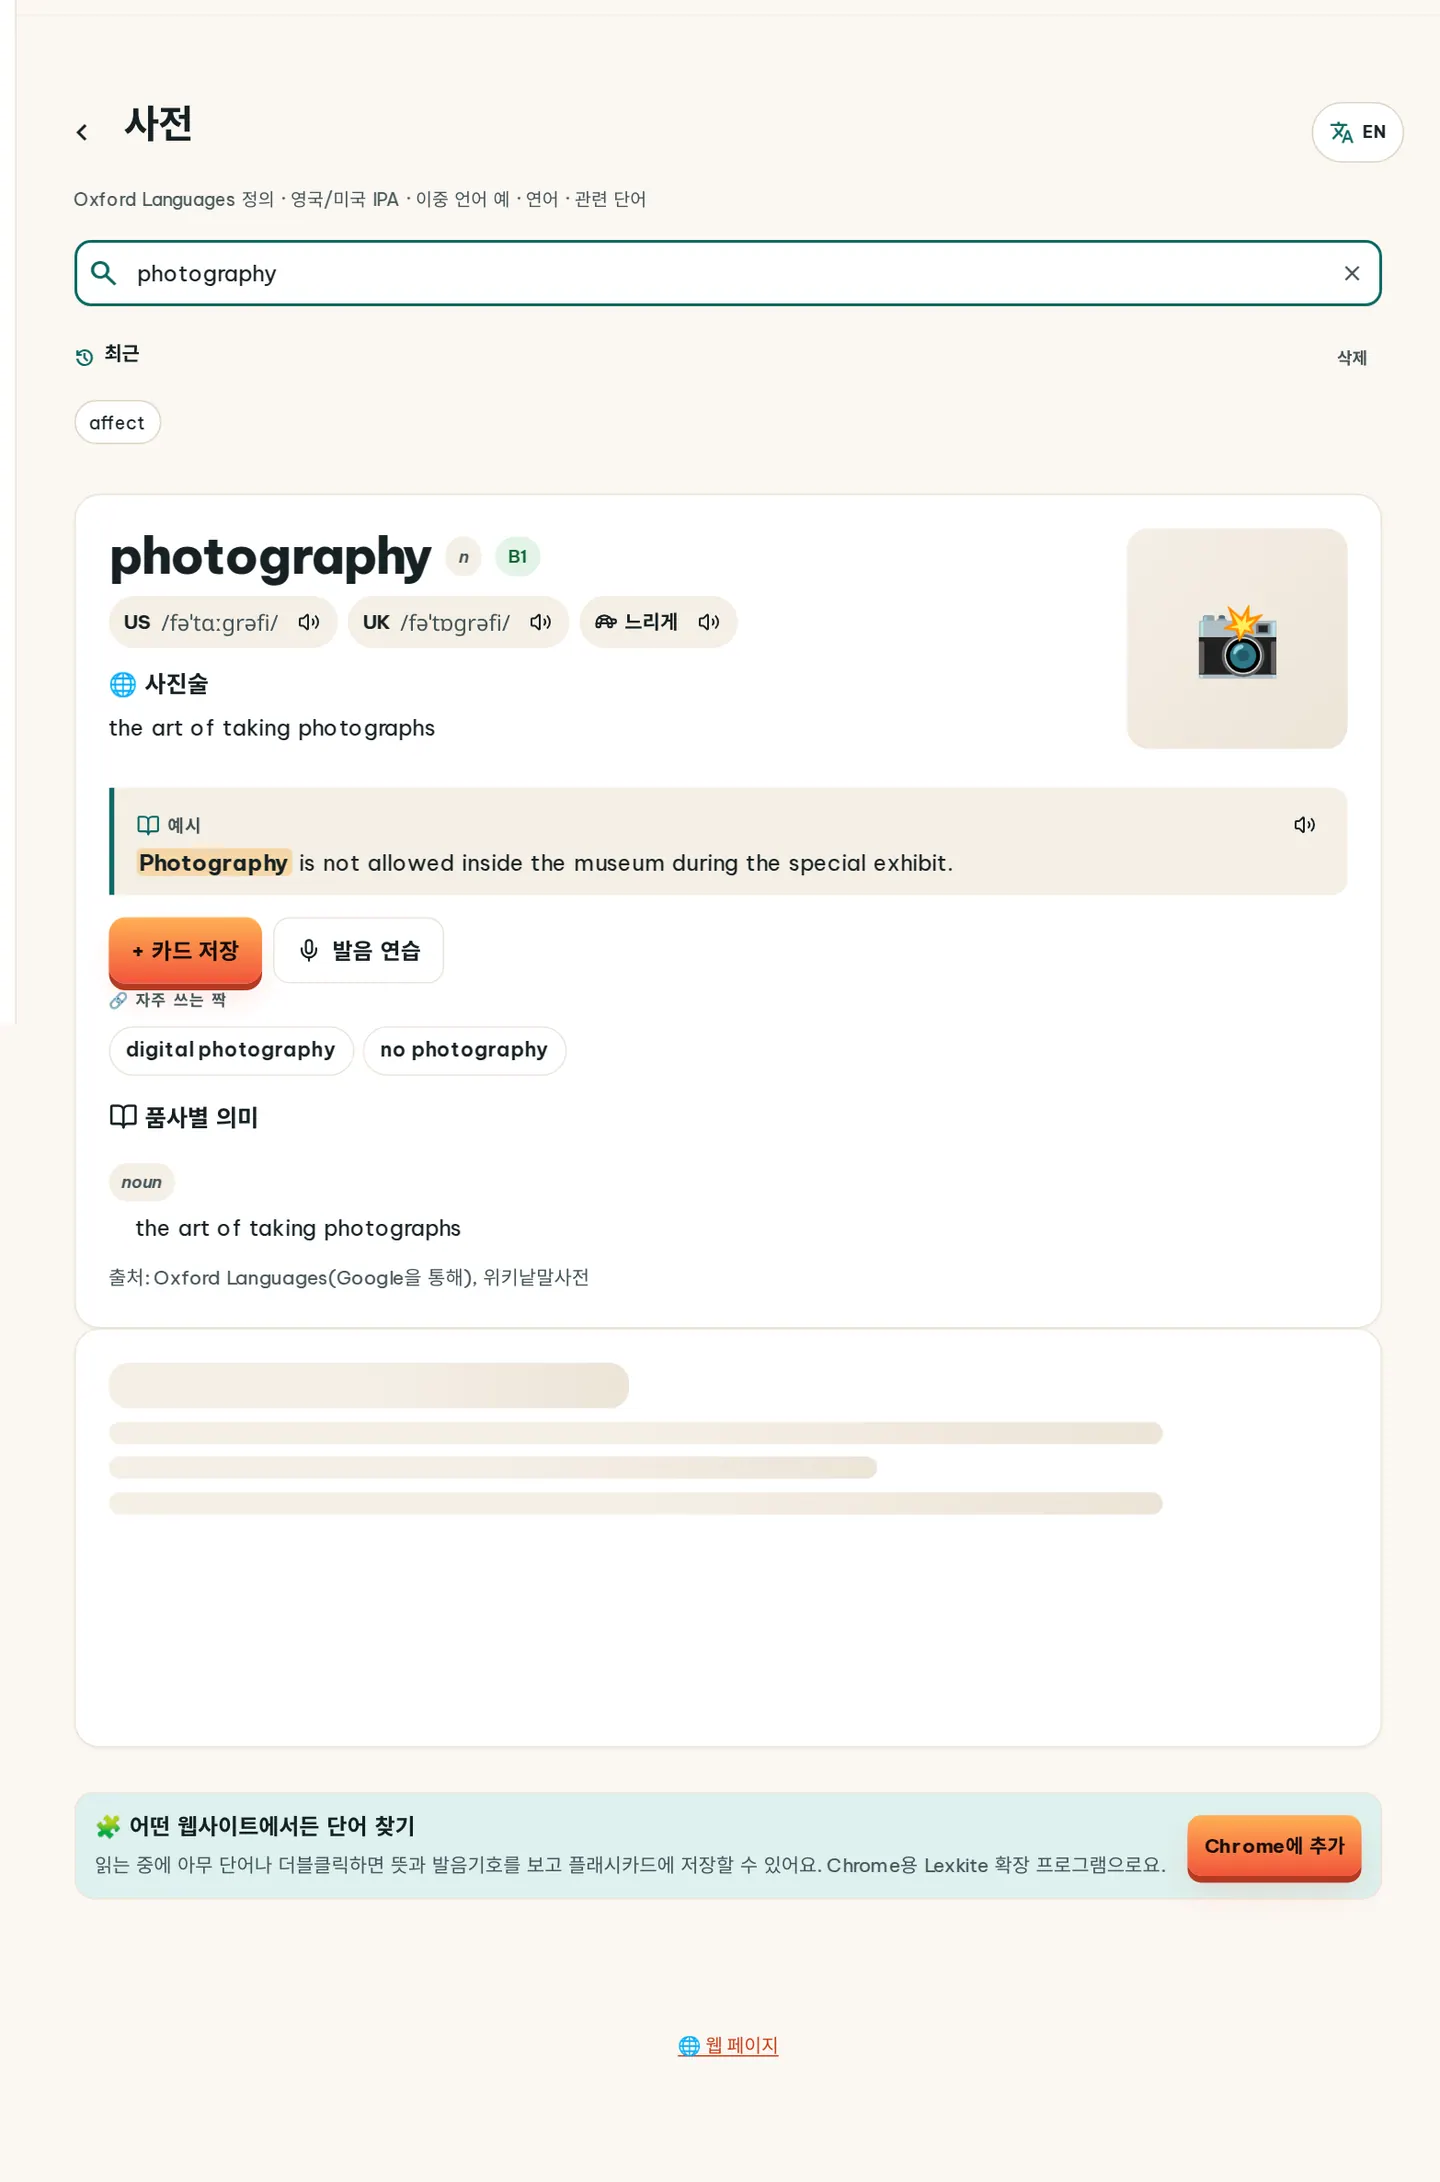 사전
EN
Oxford Languages 정의 · 영국/미국 IPA · 이중 언어 예 · 연어 · 관련 단어
photography
최근
삭제
affect
photography n B1
US /fəˈtɑːɡrəfi/ UK /fəˈtɒɡrəfi/ 느리게
사진술
the art of taking photographs
예시
Photography is not allowed inside the museum during the special exhibit.
+ 카드 저장 발음 연습
자주 쓰는 짝
digital photography no photography
품사별 의미
noun
the art of taking photographs
출처: Oxford Languages(Google을 통해), 위키낱말사전
어떤 웹사이트에서든 단어 찾기
읽는 중에 아무 단어나 더블클릭하면 뜻과 발음기호를 보고 플래시카드에 저장할 수 있어요. Chrome용 Lexkite 확장 프로그램으로요.
Chrome에 추가
웹 페이지